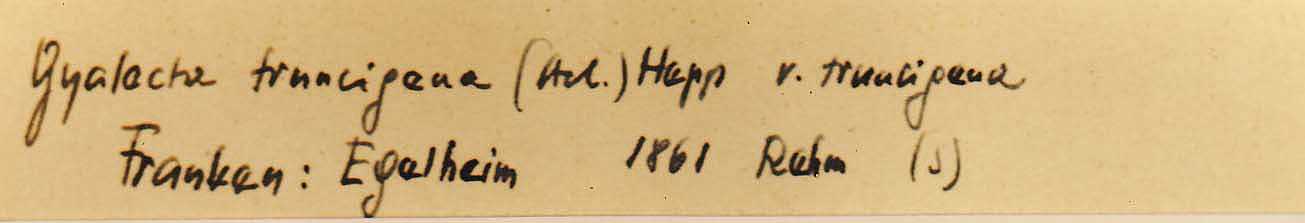 Gyalecta truncigena (Ach.) Hepp v. truncigena
Franken: Egelheim 1861 Rehm (J)